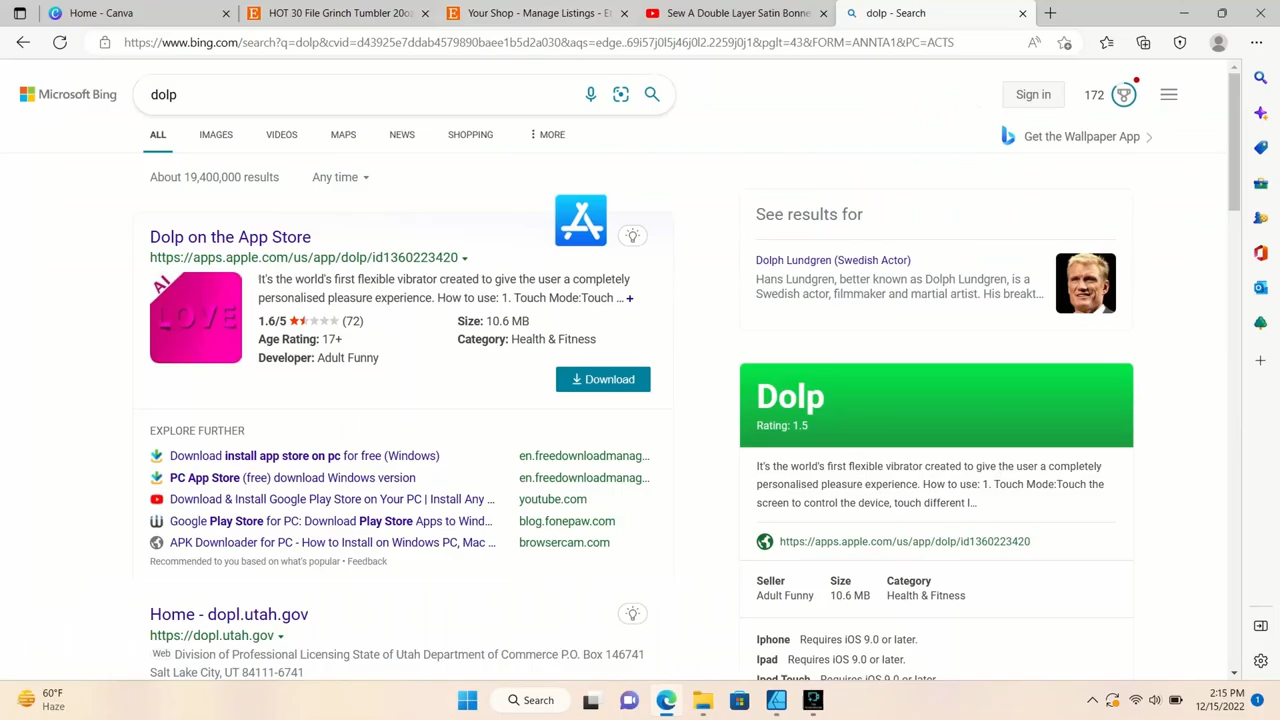 Home - Canva
HOT 30 File Grinch Tumbler 20oz
Your Shop - Manage Listings - Et
Sew A Double Layer Satin Bonne
dolp - Search
https://www.bing.com/search?q=dolp&cvid=d43925e7ddab4579890baee1b5d2a030&aqs=edge..69i57j0l5j46j0l2.2259j0j1&pglt=43&FORM=ANNTA1&PC=ACTS
Microsoft Bing
dolp
Sign in
172
ALL IMAGES VIDEOS MAPS NEWS SHOPPING MORE
Get the Wallpaper App
About 19,400,000 results
Any time
Dolp on the App Store
https://apps.apple.com/us/app/dolp/id1360223420
AI
LOVE
It's the world's first flexible vibrator created to give the user a completely
personalised pleasure experience. How to use: 1. Touch Mode:Touch ... +
1.6/5 (72)
Size: 10.6 MB
Age Rating: 17+
Category: Health & Fitness
Developer: Adult Funny
Download
EXPLORE FURTHER
Download install app store on pc for free (Windows) en.freedownloadmanag...
PC App Store (free) download Windows version en.freedownloadmanag...
Download & Install Google Play Store on Your PC | Install Any ... youtube.com
Google Play Store for PC: Download Play Store Apps to Wind... blog.fonepaw.com
APK Downloader for PC - How to Install on Windows PC, Mac ... browsercam.com
Recommended to you based on what's popular • Feedback
Home - dopl.utah.gov
https://dopl.utah.gov
Web Division of Professional Licensing State of Utah Department of Commerce P.O. Box 146741
Salt Lake City, UT 84111-6741
See results for
Dolph Lundgren (Swedish Actor)
Hans Lundgren, better known as Dolph Lundgren, is a
Swedish actor, filmmaker and martial artist. His breakt...
Dolp
Rating: 1.5
It's the world's first flexible vibrator created to give the user a completely
personalised pleasure experience. How to use: 1. Touch Mode:Touch the
screen to control the device, touch different l...
https://apps.apple.com/us/app/dolp/id1360223420
Seller Size Category
Adult Funny 10.6 MB Health & Fitness
Iphone Requires iOS 9.0 or later.
Ipad Requires iOS 9.0 or later.
Ipod Touch Requires iOS 9.0 or later.
60°F
Haze
Search
2:15 PM
12/15/2022
1